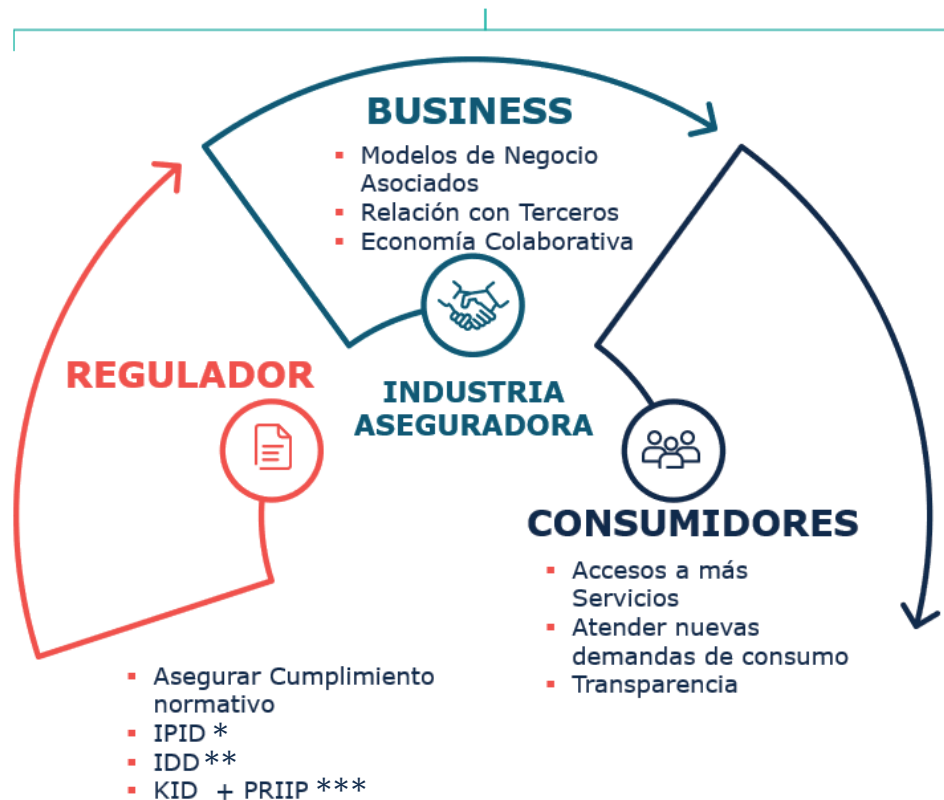 BUSINESS
▪ Modelos de Negocio
Asociados
▪ Relación con Terceros
▪ Economía Colaborativa
REGULADOR
INDUSTRIA
ASEGURADORA
CONSUMIDORES
▪ Accesos a más
Servicios
▪ Atender nuevas
demandas de consumo
▪ Transparencia
▪ Asegurar Cumplimiento
normativo
▪ IPID *
▪ IDD **
▪ KID + PRIIP ***